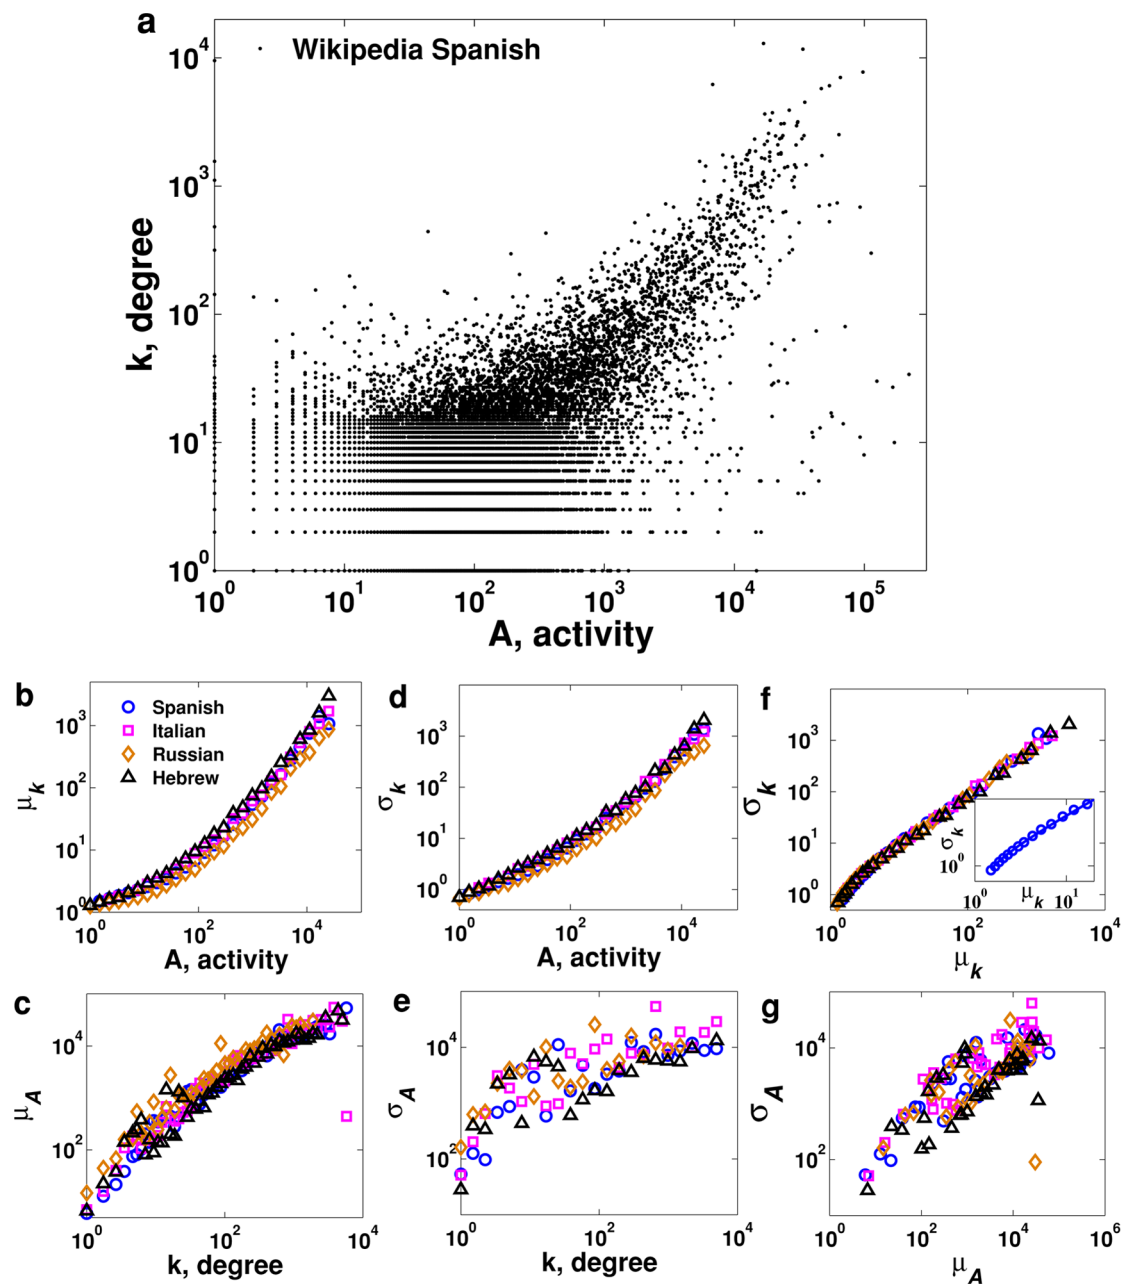 a
Wikipedia Spanish
k, degree
10^4
10^3
10^2
10^1
10^0
10^0 10^1 10^2 10^3 10^4 10^5
A, activity
b
Spanish
Italian
Russian
Hebrew
μ_k
10^3
10^2
10^1
10^0
10^0 10^2 10^4
A, activity
d
σ_k
10^3
10^2
10^1
10^0
10^0 10^2 10^4
A, activity
f
σ_k
10^3
10^2
10^1
10^0
σ_k
10^0
10^0 μ_k 10^1
10^0 10^2 10^4
μ_k
c
μ_A
10^4
10^2
10^0 10^2 10^4
k, degree
e
σ_A
10^4
10^2
10^0 10^2 10^4
k, degree
g
σ_A
10^4
10^2
10^0 10^2 10^4 10^6
μ_A